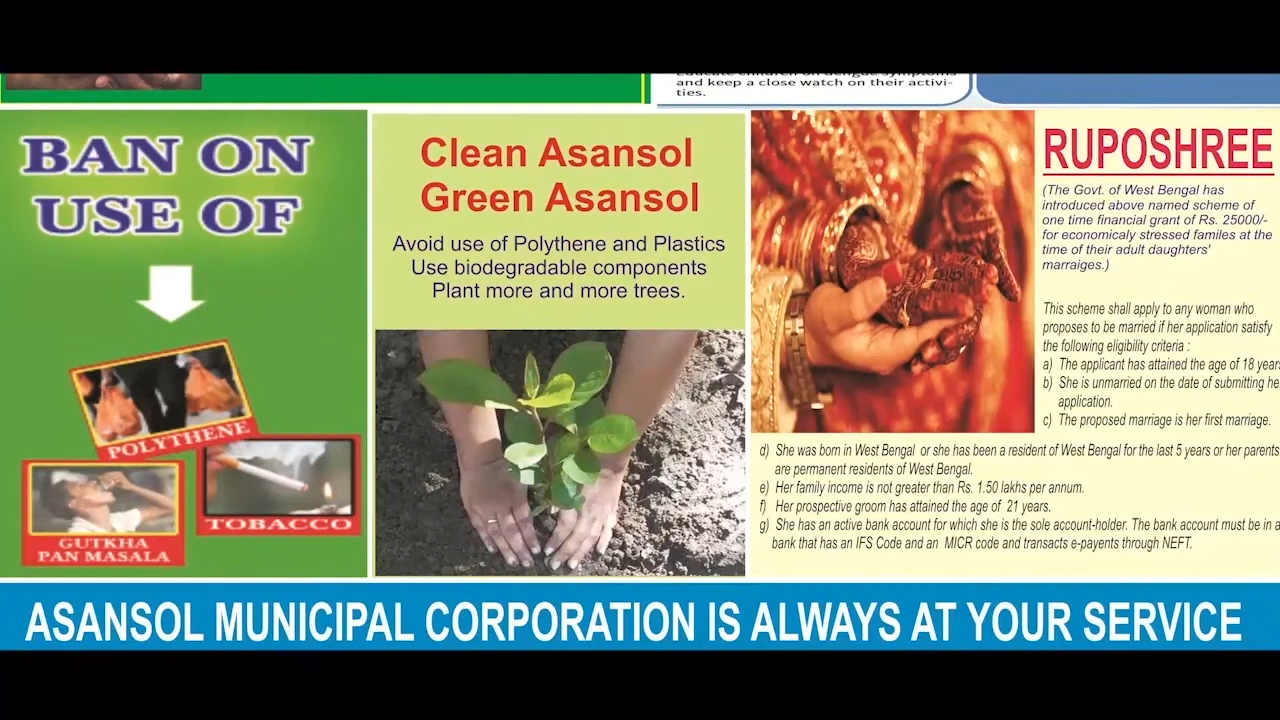 Educate children on dengue symptoms
and keep a close watch on their activi-
ties.
BAN ON
USE OF
POLYTHENE
TOBACCO
GUTKHA
PAN MASALA
Clean Asansol
Green Asansol
Avoid use of Polythene and Plastics
Use biodegradable components
Plant more and more trees.
RUPOSHREE
(The Govt. of West Bengal has
introduced above named scheme of
one time financial grant of Rs. 25000/-
for economicaly stressed familes at the
time of their adult daughters'
marraiges.)
This scheme shall apply to any woman who
proposes to be married if her application satisfy
the following eligibility criteria :
a) The applicant has attained the age of 18 years
b) She is unmarried on the date of submitting he
application.
c) The proposed marriage is her first marriage.
d) She was born in West Bengal or she has been a resident of West Bengal for the last 5 years or her parents
are permanent residents of West Bengal.
e) Her family income is not greater than Rs. 1.50 lakhs per annum.
f) Her prospective groom has attained the age of 21 years.
g) She has an active bank account for which she is the sole account-holder. The bank account must be in a
bank that has an IFS Code and an MICR code and transacts e-payents through NEFT.
ASANSOL MUNICIPAL CORPORATION IS ALWAYS AT YOUR SERVICE